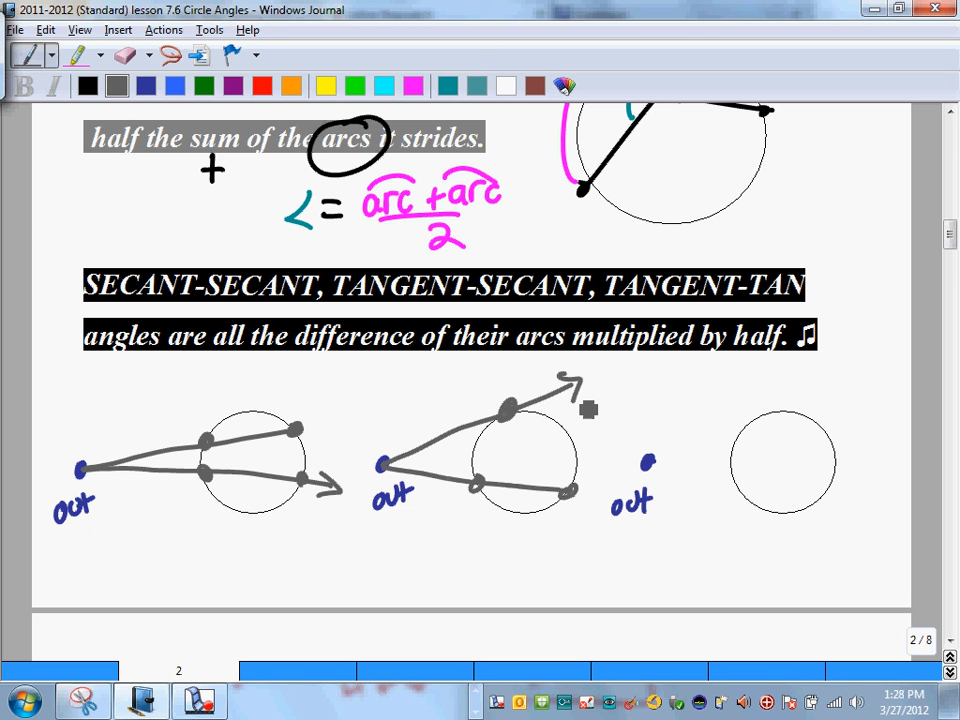 2011-2012 (Standard) lesson 7.6 Circle Angles - Windows Journal
File Edit View Insert Actions Tools Help
B I
half the sum of the arcs it strides.
+
∠ = arc + arc
2
SECANT-SECANT, TANGENT-SECANT, TANGENT-TAN
angles are all the difference of their arcs multiplied by half. ♫
out out out
2 / 8
2
1:28 PM
3/27/2012